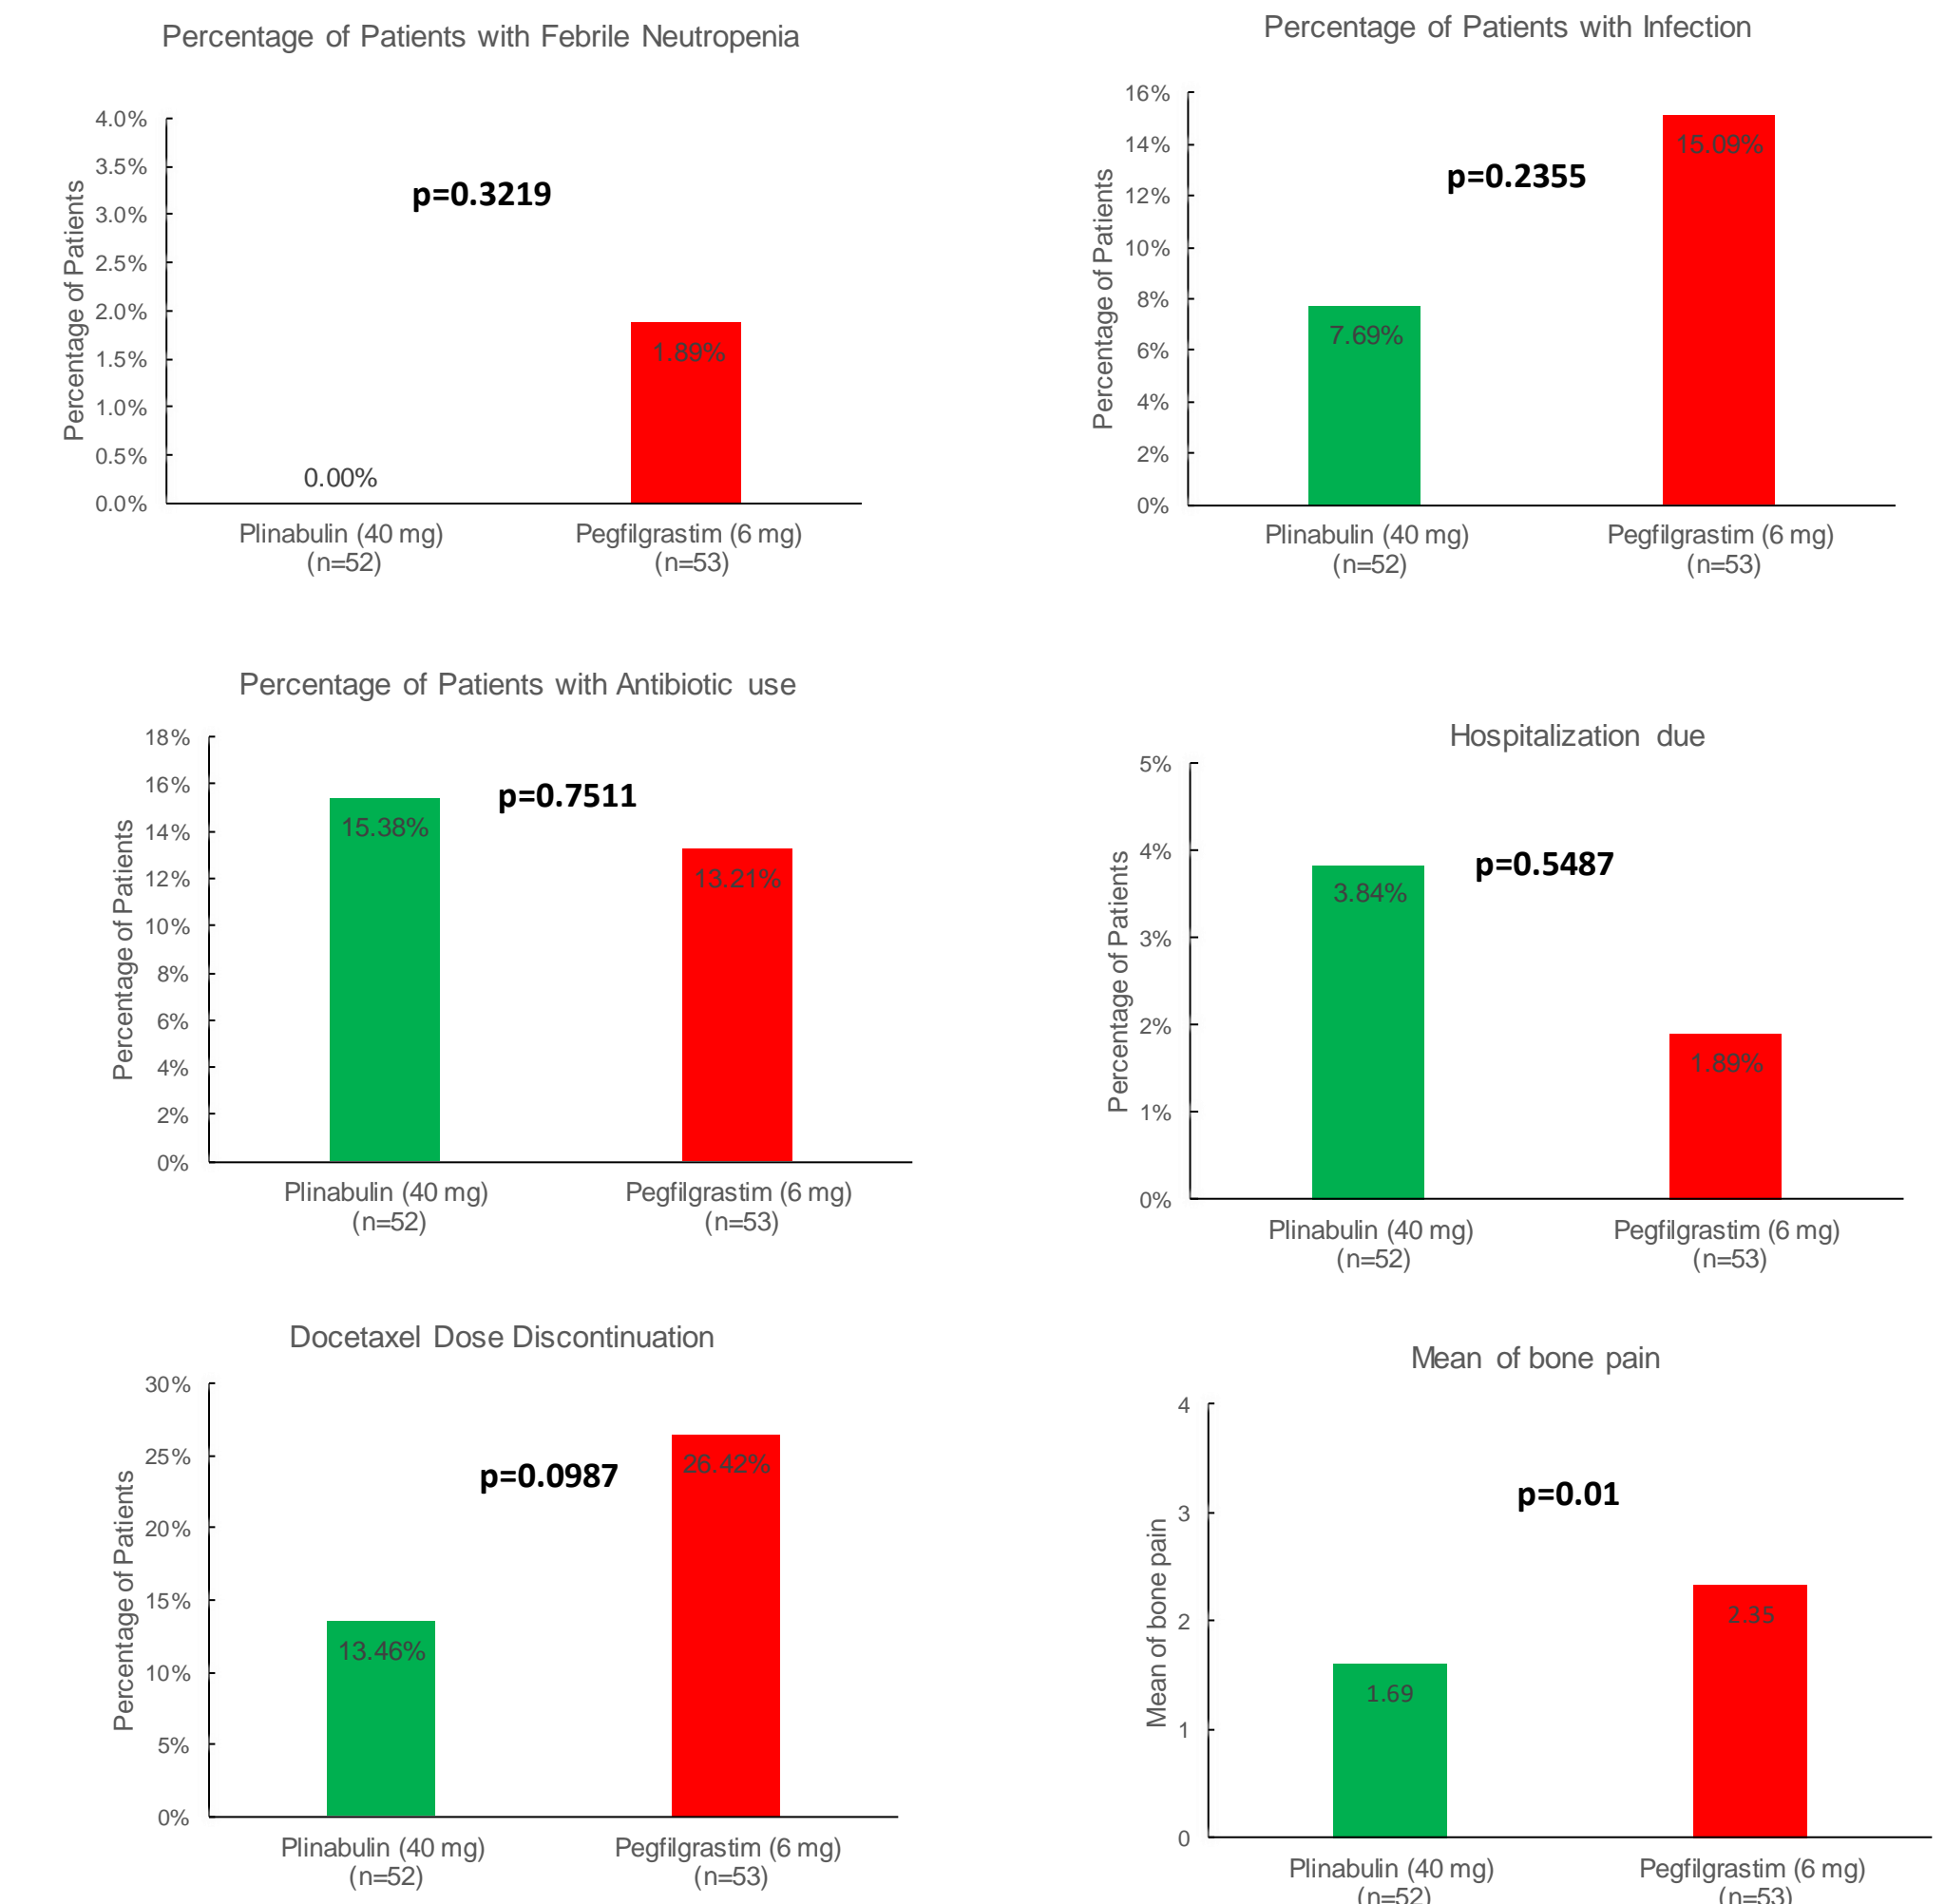 Percentage of Patients with Febrile Neutropenia
Percentage of Patients
4.0%
3.5%
3.0%
2.5%
2.0%
1.5%
1.0%
0.5%
0.0%
p=0.3219
0.00%
1.89%
Plinabulin (40 mg)
(n=52)
Pegfilgrastim (6 mg)
(n=53)
Percentage of Patients with Infection
Percentage of Patients
16%
14%
12%
10%
8%
6%
4%
2%
0%
p=0.2355
7.69%
15.09%
Plinabulin (40 mg)
(n=52)
Pegfilgrastim (6 mg)
(n=53)
Percentage of Patients with Antibiotic use
Percentage of Patients
18%
16%
14%
12%
10%
8%
6%
4%
2%
0%
p=0.7511
15.38%
13.21%
Plinabulin (40 mg)
(n=52)
Pegfilgrastim (6 mg)
(n=53)
Hospitalization due
Percentage of Patients
5%
4%
3%
2%
1%
0%
p=0.5487
3.84%
1.89%
Plinabulin (40 mg)
(n=52)
Pegfilgrastim (6 mg)
(n=53)
Docetaxel Dose Discontinuation
Percentage of Patients
30%
25%
20%
15%
10%
5%
0%
p=0.0987
13.46%
26.42%
Plinabulin (40 mg)
(n=52)
Pegfilgrastim (6 mg)
(n=53)
Mean of bone pain
Mean of bone pain
4
3
2
1
0
p=0.01
1.69
2.35
Plinabulin (40 mg)
(n=52)
Pegfilgrastim (6 mg)
(n=53)